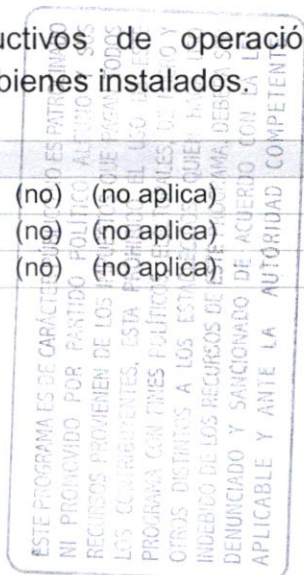 uctivos de operació
bienes instalados.
(no) (no aplica)
(no) (no aplica)
(no) (no aplica)
ESTE PROGRAMA ES DE CARÁCTER PÚBLICO, NO ES PATROCINADO
NI PROMOVIDO POR PARTIDO POLÍTICO ALGUNO Y SUS
RECURSOS PROVIENEN DE LOS IMPUESTOS QUE PAGAN TODOS
LOS CONTRIBUYENTES. ESTA PROHIBIDO EL USO DE ESTE
PROGRAMA CON FINES POLÍTICOS, ELECTORALES, DE LUCRO Y
OTROS DISTINTOS A LOS ESTABLECIDOS. QUIEN HAGA USO
INDEBIDO DE LOS RECURSOS DE ESTE PROGRAMA, DEBERÁ SER
DENUNCIADO Y SANCIONADO DE ACUERDO CON LA LEY
APLICABLE Y ANTE LA AUTORIDAD COMPETENTE